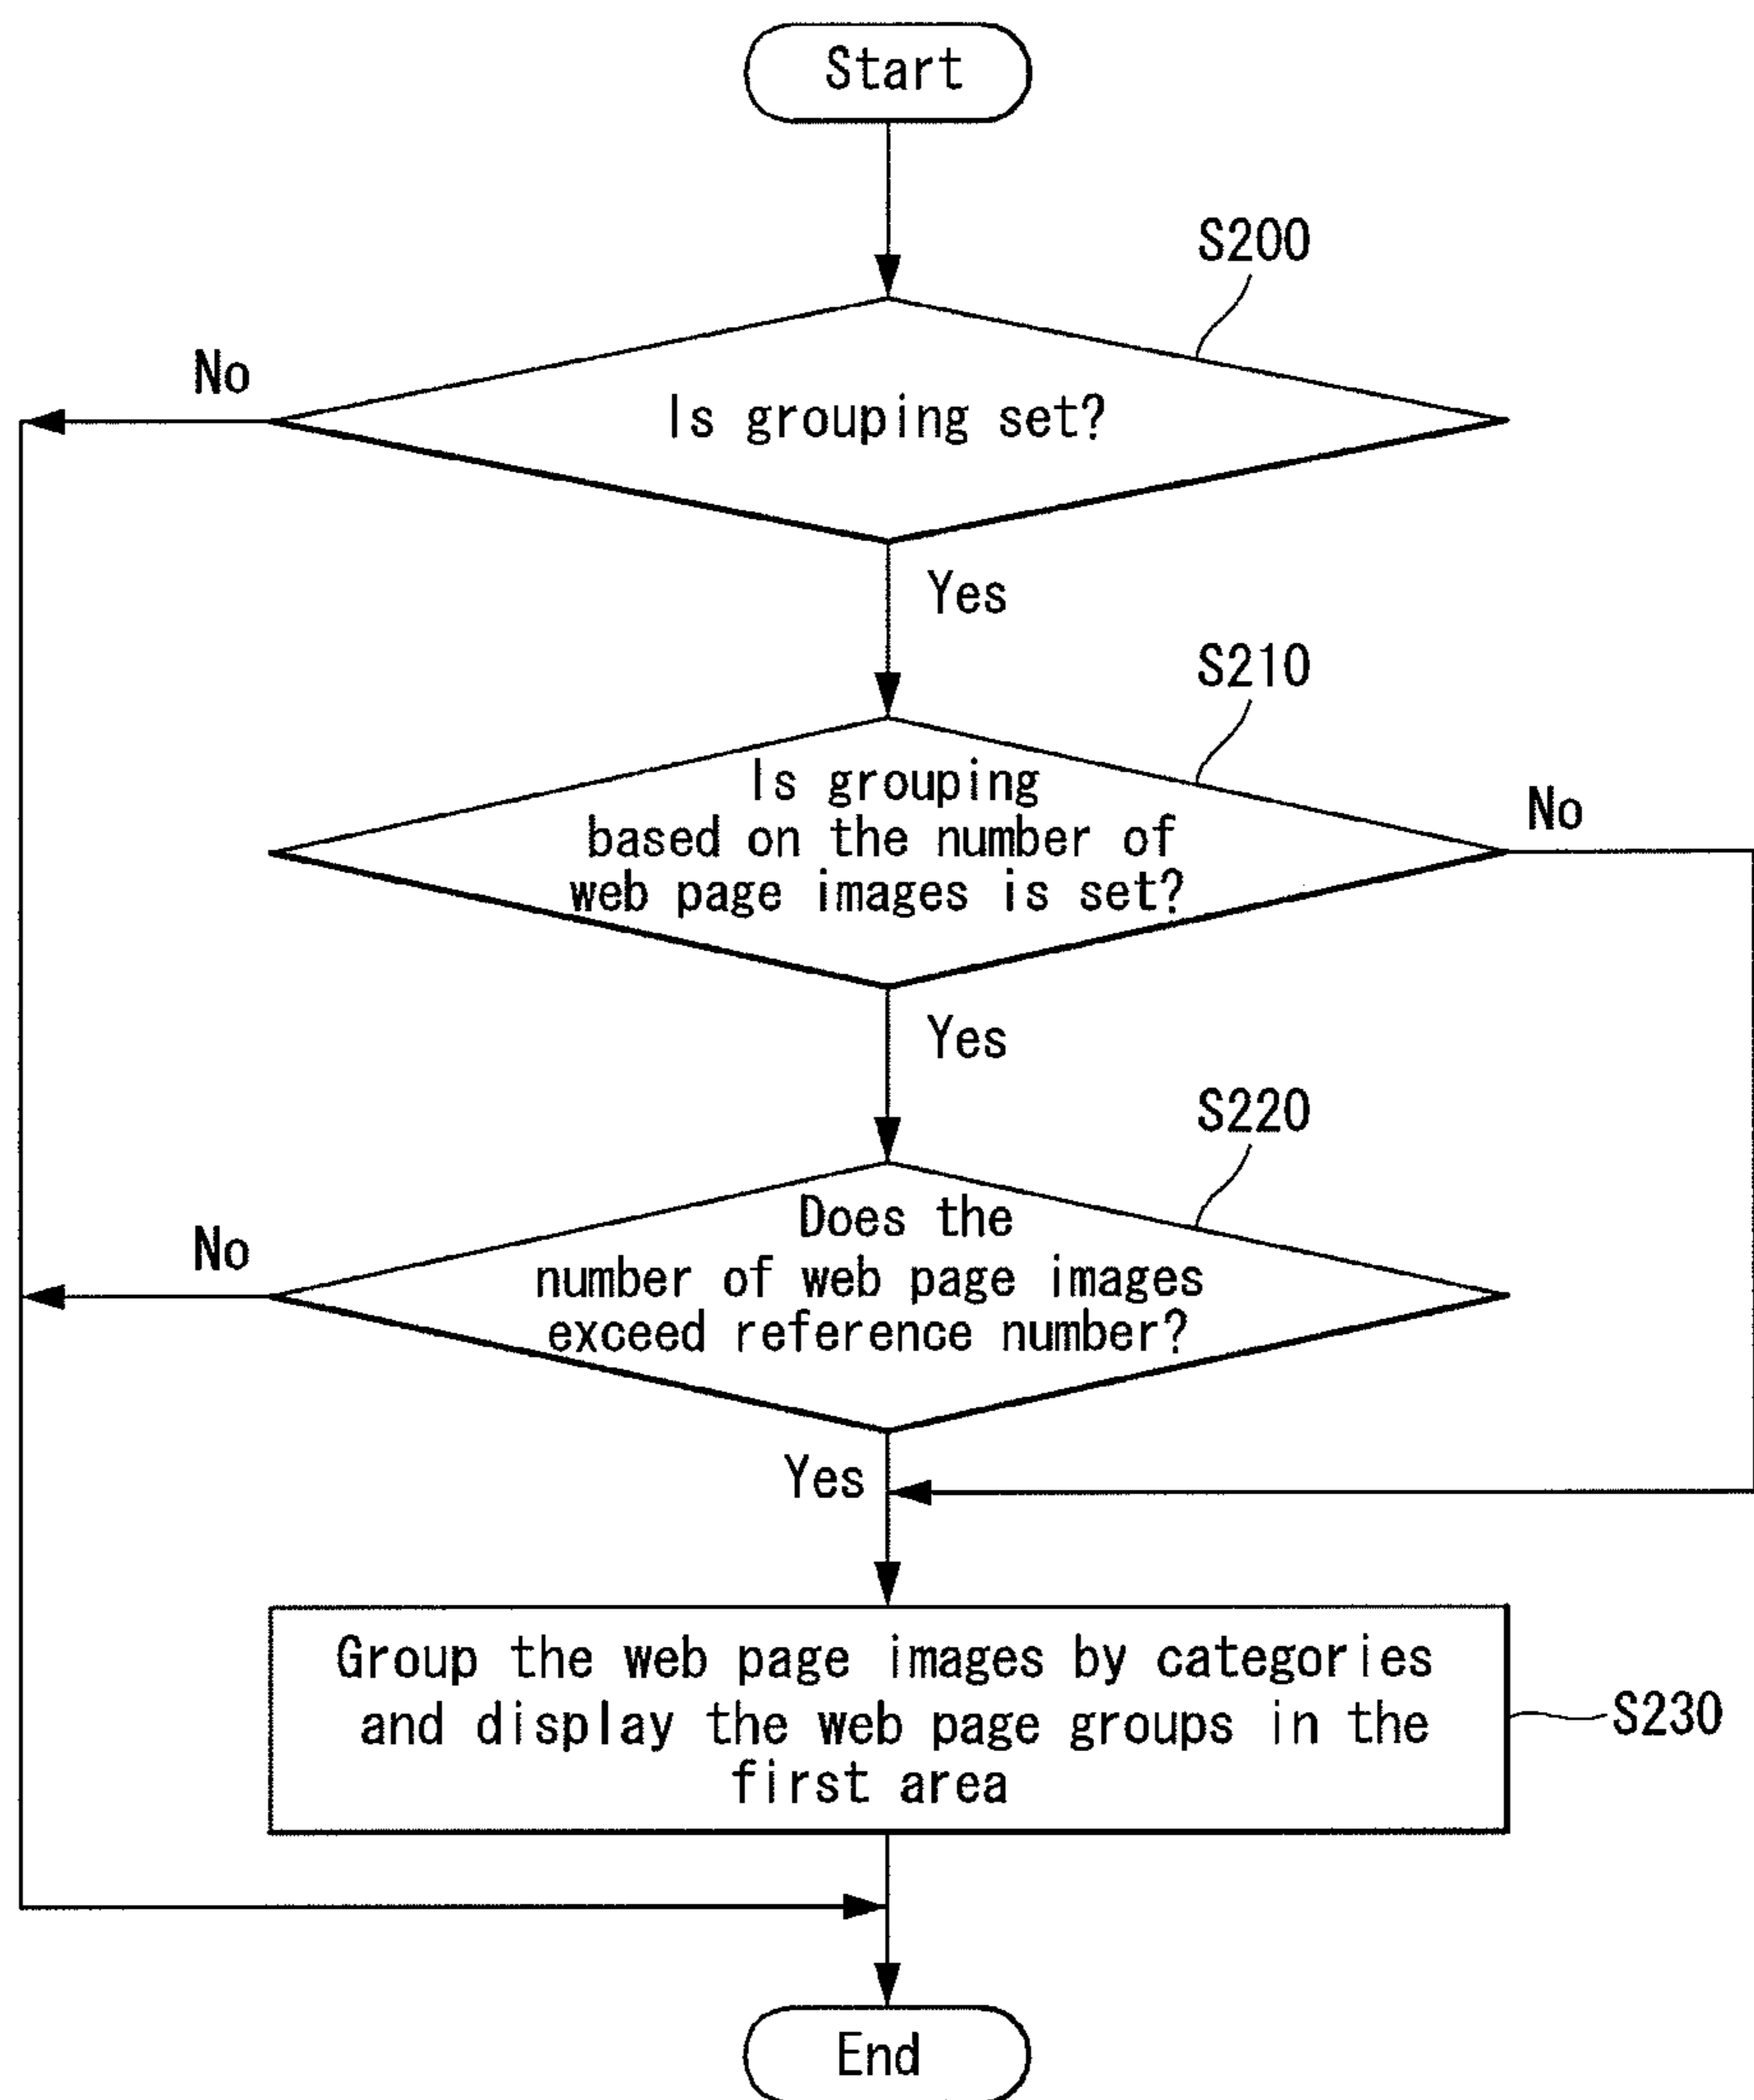 Start
S200
No
Is grouping set?
Yes
S210
Is grouping
based on the number of
web page images is set?
No
Yes
S220
Does the
number of web page images
exceed reference number?
No
Yes
Group the web page images by categories
and display the web page groups in the
first area
S230
End